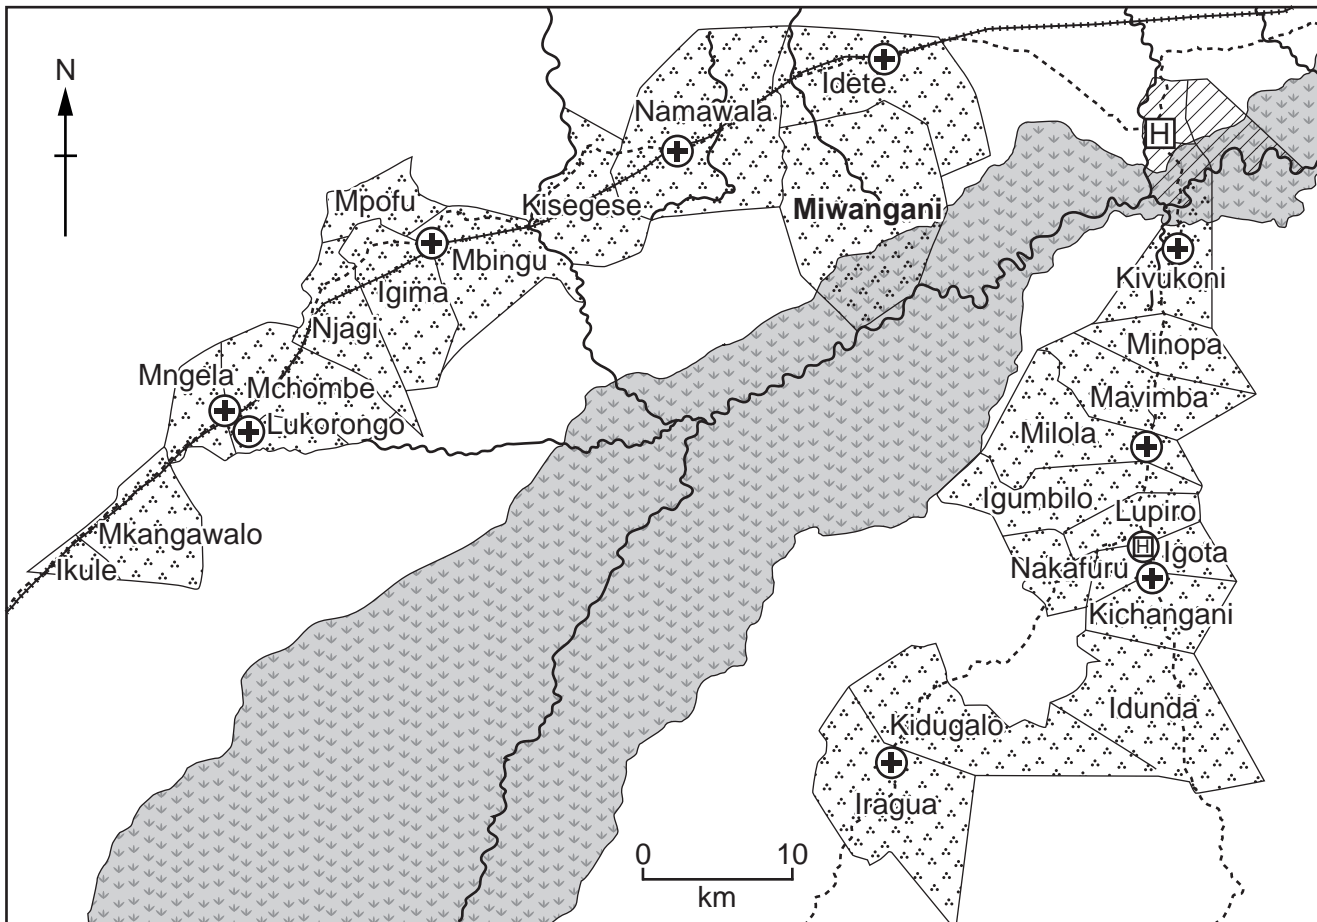 N
Idete
Namawala
H
Mpofu
Kisegese
Miwangani
Mbingu
Kivukoni
Igima
Njagi
Minopa
Mngela
Mchombe
Mavimba
Lukorongo
Milola
Igumbilo
Lupiro
Mkangawalo
H
Igota
Ikule
Nakafuru
Kichangani
Idunda
Kidugalo
Iragua
0 10
km